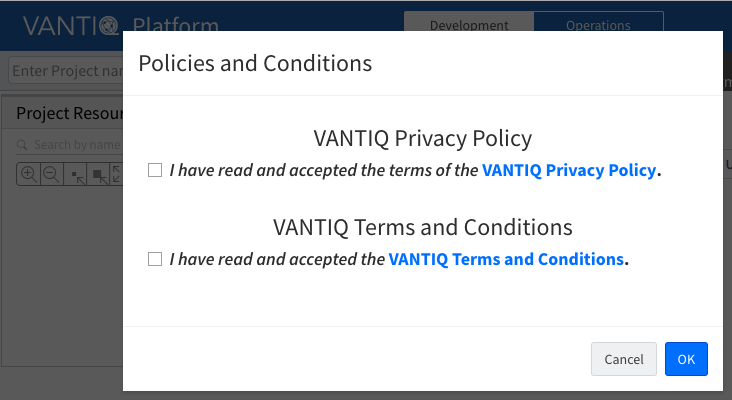 VANTIQ Platform
Development
Operations
Enter Project nam
Policies and Conditions
Project Resour
Search by name
VANTIQ Privacy Policy
I have read and accepted the terms of the VANTIQ Privacy Policy.
VANTIQ Terms and Conditions
I have read and accepted the VANTIQ Terms and Conditions.
Cancel
OK